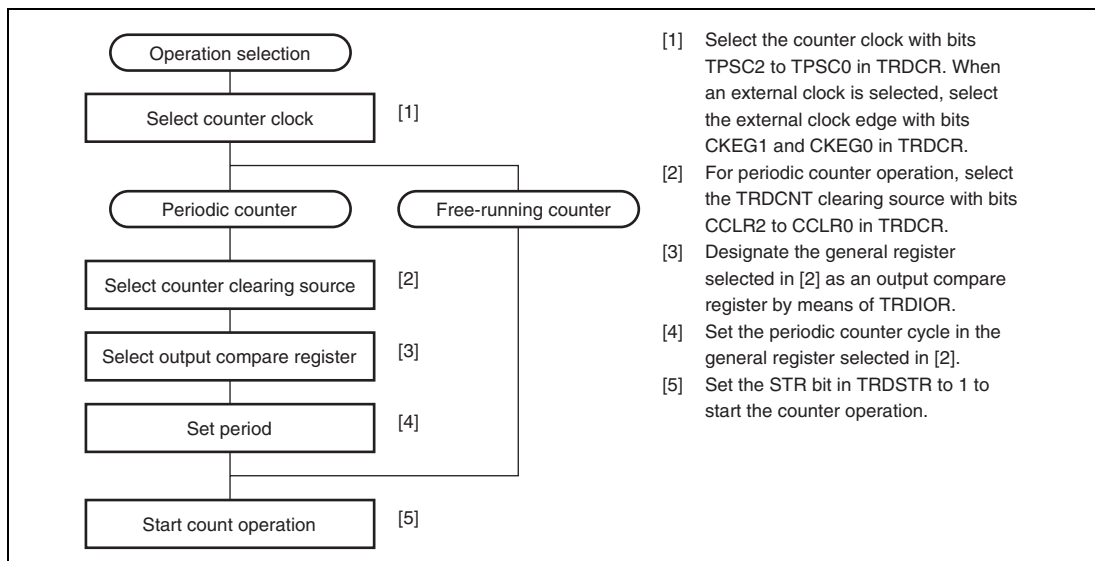 Operation selection
Select counter clock
[1]
Periodic counter
Free-running counter
Select counter clearing source
[2]
Select output compare register
[3]
Set period
[4]
Start count operation
[5]
[1] Select the counter clock with bits
TPSC2 to TPSC0 in TRDCR. When
an external clock is selected, select
the external clock edge with bits
CKEG1 and CKEG0 in TRDCR.
[2] For periodic counter operation, select
the TRDCNT clearing source with bits
CCLR2 to CCLR0 in TRDCR.
[3] Designate the general register
selected in [2] as an output compare
register by means of TRDIOR.
[4] Set the periodic counter cycle in the
general register selected in [2].
[5] Set the STR bit in TRDSTR to 1 to
start the counter operation.